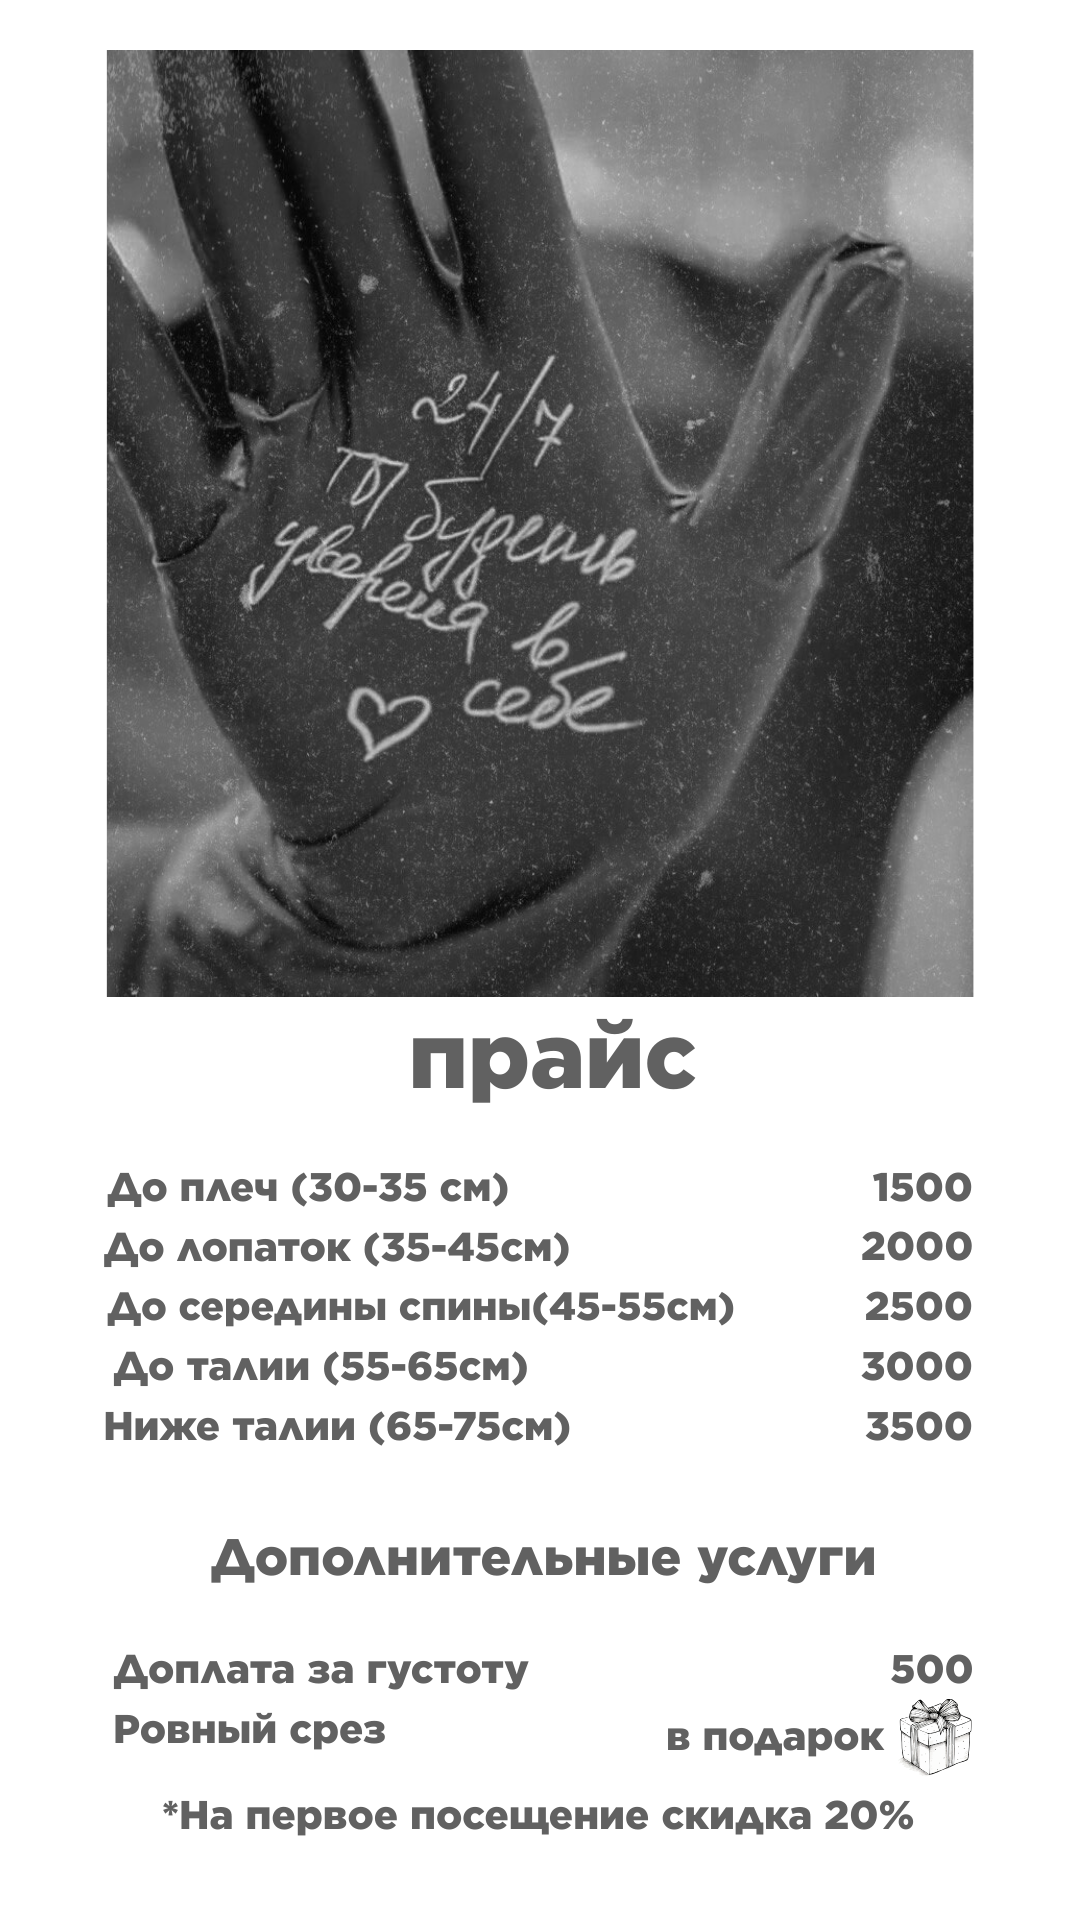 24/7
ты будешь
уверена в
себе
прайс
До плеч (30-35 см) 1500
До лопаток (35-45см) 2000
До середины спины(45-55см) 2500
До талии (55-65см) 3000
Ниже талии (65-75см) 3500
Дополнительные услуги
Доплата за густоту 500
Ровный срез в подарок
*На первое посещение скидка 20%